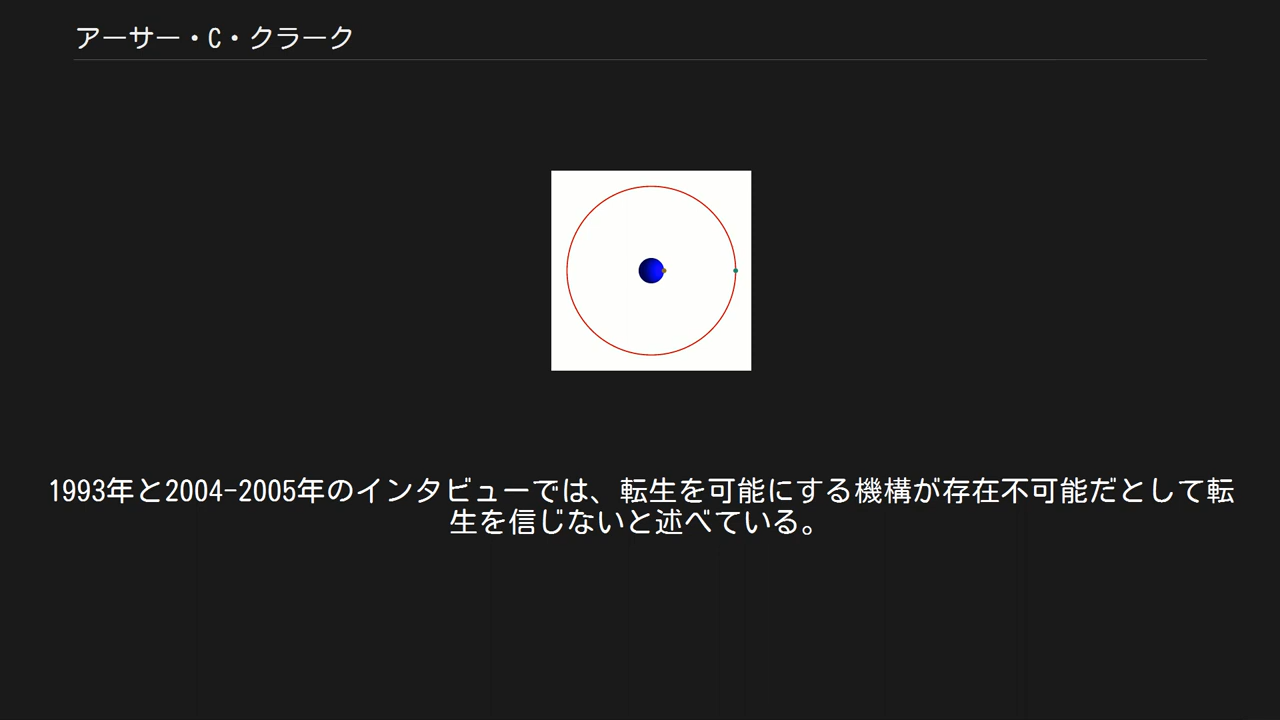 アーサー・C・クラーク
1993年と2004-2005年のインタビューでは、転生を可能にする機構が存在不可能だとして転
生を信じないと述べている。